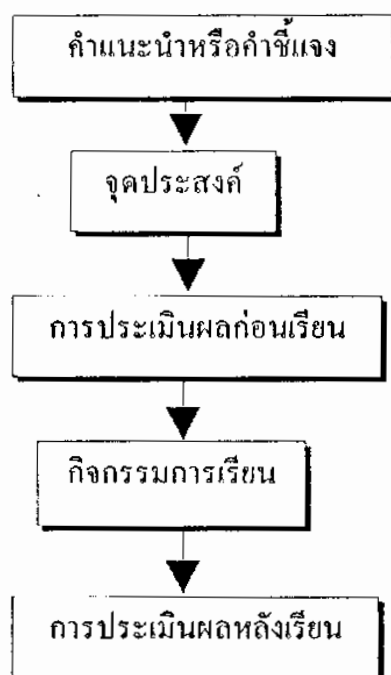 คำแนะนำหรือคำชี้แจง
จุดประสงค์
การประเมินผลก่อนเรียน
กิจกรรมการเรียน
การประเมินผลหลังเรียน